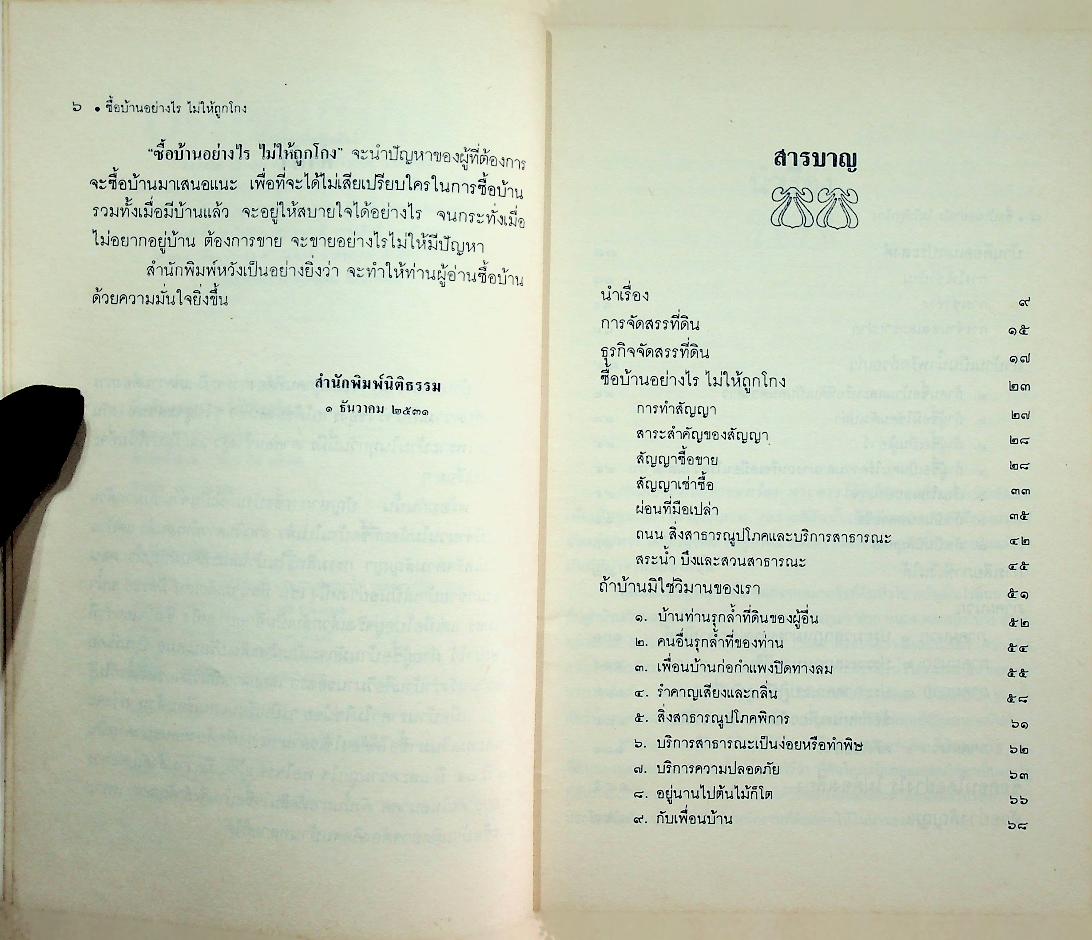 ๖ • ซื้อบ้านอย่างไร ไม่ให้ถูกโกง
"ซื้อบ้านอย่างไร ไม่ให้ถูกโกง" จะนำปัญหาของผู้ที่ต้องการ
จะซื้อบ้านมาเสนอแนะ เพื่อที่จะได้ไม่เสียเปรียบใครในการซื้อบ้าน
รวมทั้งเมื่อมีบ้านแล้ว จะอยู่ให้สบายใจได้อย่างไร จนกระทั่งเมื่อ
ไม่อยากอยู่บ้าน ต้องการขาย จะขายอย่างไรไม่ให้มีปัญหา
สำนักพิมพ์หวังเป็นอย่างยิ่งว่า จะทำให้ท่านผู้อ่านซื้อบ้าน
ด้วยความมั่นใจยิ่งขึ้น
สำนักพิมพ์นิติธรรม
๑ ธันวาคม ๒๕๓๑
สารบาญ
นำเรื่อง ๙
การจัดสรรที่ดิน ๑๕
ธุรกิจจัดสรรที่ดิน ๑๗
ซื้อบ้านอย่างไร ไม่ให้ถูกโกง ๒๓
การทำสัญญา ๒๗
สาระสำคัญของสัญญา ๒๘
สัญญาซื้อขาย ๒๘
สัญญาเช่าซื้อ ๓๓
ผ่อนที่มือเปล่า ๓๕
ถนน สิ่งสาธารณูปโภคและบริการสาธารณะ ๔๒
สระน้ำ บึงและสวนสาธารณะ ๔๕
ถ้าบ้านมิใช่วิมานของเรา ๕๑
๑. บ้านท่านรุกล้ำที่ดินของผู้อื่น ๕๒
๒. คนอื่นรุกล้ำที่ของท่าน ๕๔
๓. เพื่อนบ้านก่อกำแพงปิดทางลม ๕๕
๔. รำคาญเสียงและกลิ่น ๕๘
๕. สิ่งสาธารณูปโภคพิการ ๖๑
๖. บริการสาธารณะเป็นง่อยหรือทำพิษ ๖๒
๗. บริการความปลอดภัย ๖๓
๘. อยู่นานไปต้นไม้ก็โต ๖๖
๙. กับเพื่อนบ้าน ๖๘